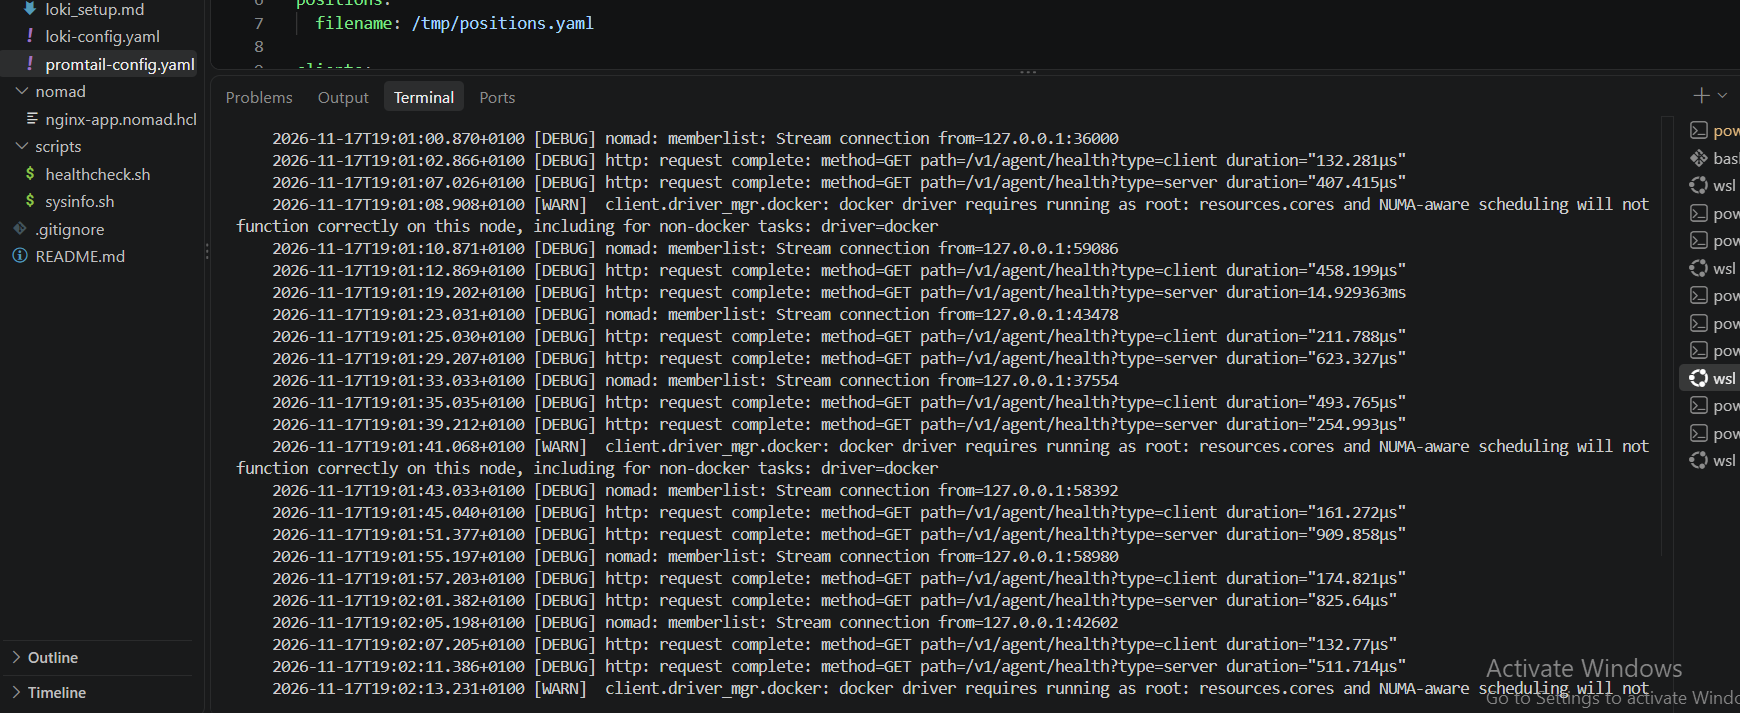 loki_setup.md
loki-config.yaml
promtail-config.yaml
nomad
nginx-app.nomad.hcl
scripts
healthcheck.sh
sysinfo.sh
.gitignore
README.md
Outline
Timeline
7 filename: /tmp/positions.yaml
8
Problems Output Terminal Ports
2026-11-17T19:01:00.870+0100 [DEBUG] nomad: memberlist: Stream connection from=127.0.0.1:36000
2026-11-17T19:01:02.866+0100 [DEBUG] http: request complete: method=GET path=/v1/agent/health?type=client duration="132.281µs"
2026-11-17T19:01:07.026+0100 [DEBUG] http: request complete: method=GET path=/v1/agent/health?type=server duration="407.415µs"
2026-11-17T19:01:08.908+0100 [WARN]  client.driver_mgr.docker: docker driver requires running as root: resources.cores and NUMA-aware scheduling will not
function correctly on this node, including for non-docker tasks: driver=docker
2026-11-17T19:01:10.871+0100 [DEBUG] nomad: memberlist: Stream connection from=127.0.0.1:59086
2026-11-17T19:01:12.869+0100 [DEBUG] http: request complete: method=GET path=/v1/agent/health?type=client duration="458.199µs"
2026-11-17T19:01:19.202+0100 [DEBUG] http: request complete: method=GET path=/v1/agent/health?type=server duration=14.929363ms
2026-11-17T19:01:23.031+0100 [DEBUG] nomad: memberlist: Stream connection from=127.0.0.1:43478
2026-11-17T19:01:25.030+0100 [DEBUG] http: request complete: method=GET path=/v1/agent/health?type=client duration="211.788µs"
2026-11-17T19:01:29.207+0100 [DEBUG] http: request complete: method=GET path=/v1/agent/health?type=server duration="623.327µs"
2026-11-17T19:01:33.033+0100 [DEBUG] nomad: memberlist: Stream connection from=127.0.0.1:37554
2026-11-17T19:01:35.035+0100 [DEBUG] http: request complete: method=GET path=/v1/agent/health?type=client duration="493.765µs"
2026-11-17T19:01:39.212+0100 [DEBUG] http: request complete: method=GET path=/v1/agent/health?type=server duration="254.993µs"
2026-11-17T19:01:41.068+0100 [WARN]  client.driver_mgr.docker: docker driver requires running as root: resources.cores and NUMA-aware scheduling will not
function correctly on this node, including for non-docker tasks: driver=docker
2026-11-17T19:01:43.033+0100 [DEBUG] nomad: memberlist: Stream connection from=127.0.0.1:58392
2026-11-17T19:01:45.040+0100 [DEBUG] http: request complete: method=GET path=/v1/agent/health?type=client duration="161.272µs"
2026-11-17T19:01:51.377+0100 [DEBUG] http: request complete: method=GET path=/v1/agent/health?type=server duration="909.858µs"
2026-11-17T19:01:55.197+0100 [DEBUG] nomad: memberlist: Stream connection from=127.0.0.1:58980
2026-11-17T19:01:57.203+0100 [DEBUG] http: request complete: method=GET path=/v1/agent/health?type=client duration="174.821µs"
2026-11-17T19:02:01.382+0100 [DEBUG] http: request complete: method=GET path=/v1/agent/health?type=server duration="825.64µs"
2026-11-17T19:02:05.198+0100 [DEBUG] nomad: memberlist: Stream connection from=127.0.0.1:42602
2026-11-17T19:02:07.205+0100 [DEBUG] http: request complete: method=GET path=/v1/agent/health?type=client duration="132.77µs"
2026-11-17T19:02:11.386+0100 [DEBUG] http: request complete: method=GET path=/v1/agent/health?type=server duration="511.714µs"
2026-11-17T19:02:13.231+0100 [WARN]  client.driver_mgr.docker: docker driver requires running as root: resources.cores and NUMA-aware scheduling will not
pow
bas
wsl
pow
pow
wsl
pow
pow
pow
wsl
pow
pow
wsl
Activate Windows
Go to Settings to activate Windo